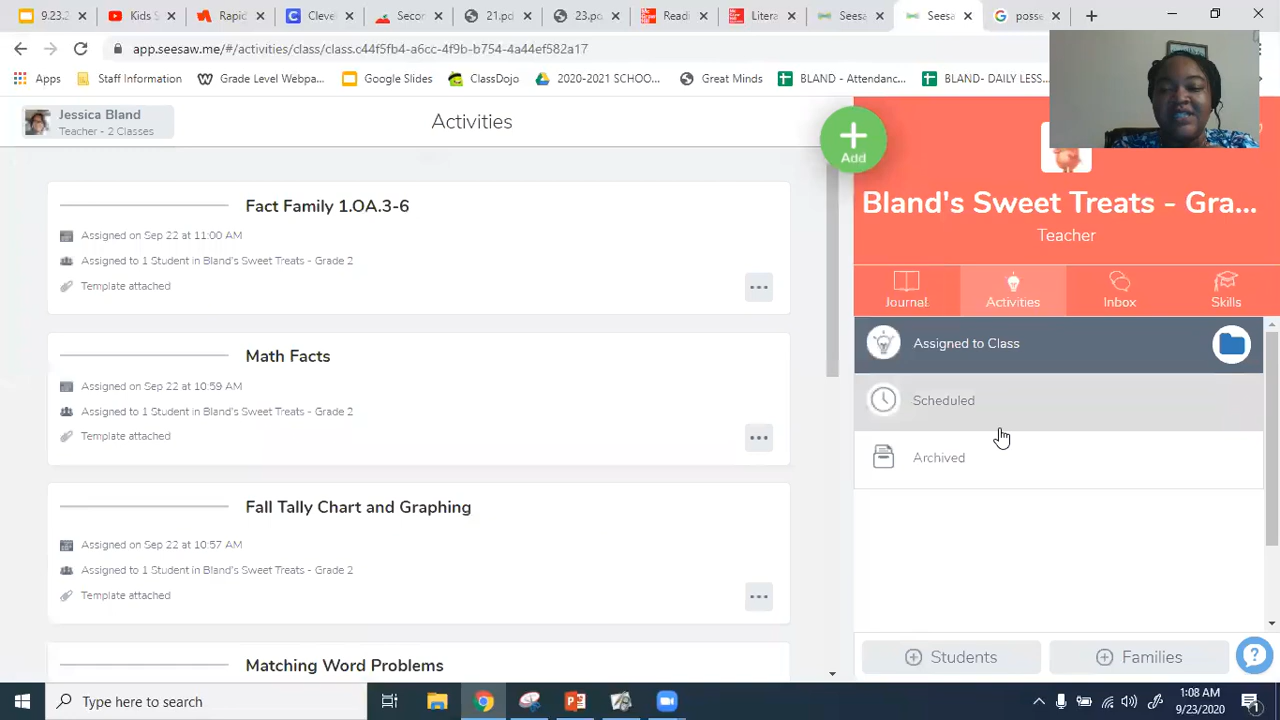 9.23.2
Kids S
Rapid
Cleve
Secor
21.pd
23.pd
Readi
Litera
Seesa
Seesa
posse
app.seesaw.me/#/activities/class/class.c44f5fb4-a6cc-4f9b-b754-4a44ef582a17
Apps
Staff Information
Grade Level Webpa...
Google Slides
ClassDojo
2020-2021 SCHOO...
Great Minds
BLAND - Attendanc...
BLAND- DAILY LESS
Jessica Bland
Teacher - 2 Classes
Activities
Add
Bland's Sweet Treats - Gra...
Teacher
Journal
Activities
Inbox
Skills
Fact Family 1.OA.3-6
Assigned on Sep 22 at 11:00 AM
Assigned to 1 Student in Bland's Sweet Treats - Grade 2
Template attached
Math Facts
Assigned on Sep 22 at 10:59 AM
Assigned to 1 Student in Bland's Sweet Treats - Grade 2
Template attached
Fall Tally Chart and Graphing
Assigned on Sep 22 at 10:57 AM
Assigned to 1 Student in Bland's Sweet Treats - Grade 2
Template attached
Matching Word Problems
Assigned to Class
Scheduled
Archived
Students
Families
Type here to search
1:08 AM
9/23/2020